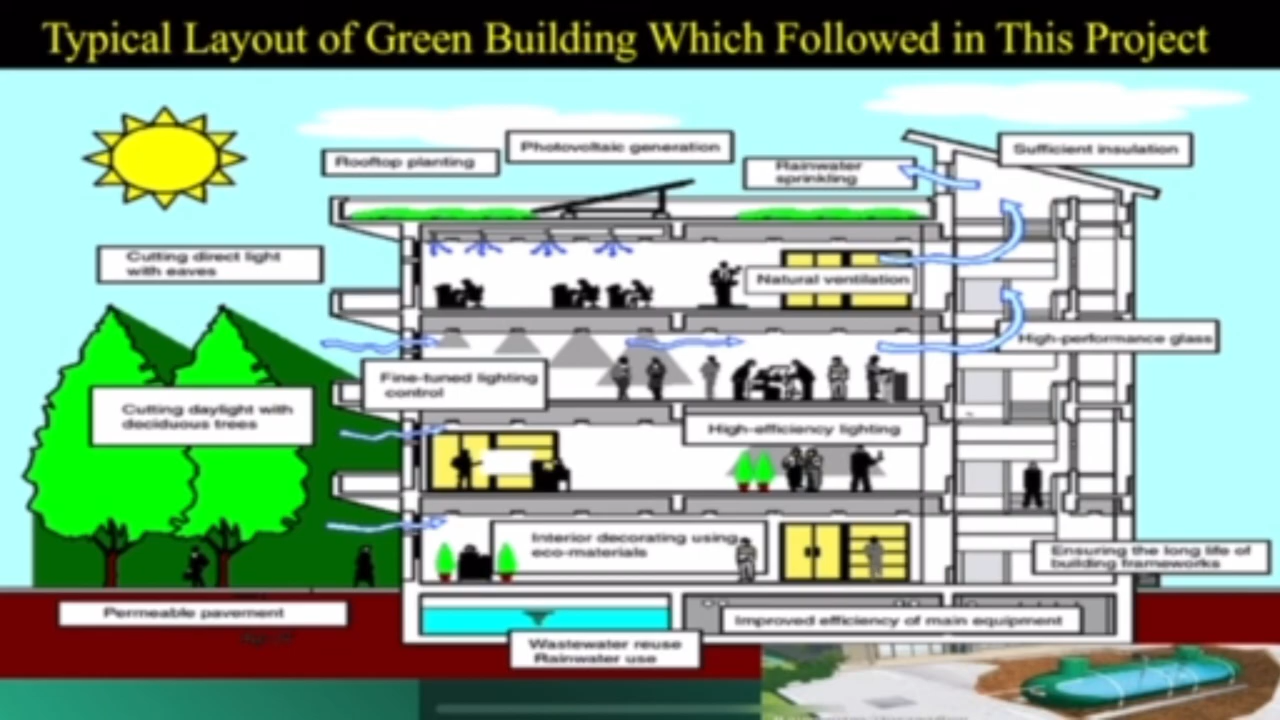 Typical Layout of Green Building Which Followed in This Project
Photovoltaic generation
Rooftop planting
Sufficient insulation
Rainwater
sprinkling
Cutting direct light
with eaves
Natural ventilation
High-performance glass
Fine-tuned lighting
control
Cutting daylight with
deciduous trees
High-efficiency lighting
Interior decorating using
eco-materials
Ensuring the long life of
building frameworks
Permeable pavement
Improved efficiency of main equipment
Wastewater reuse
Rainwater use